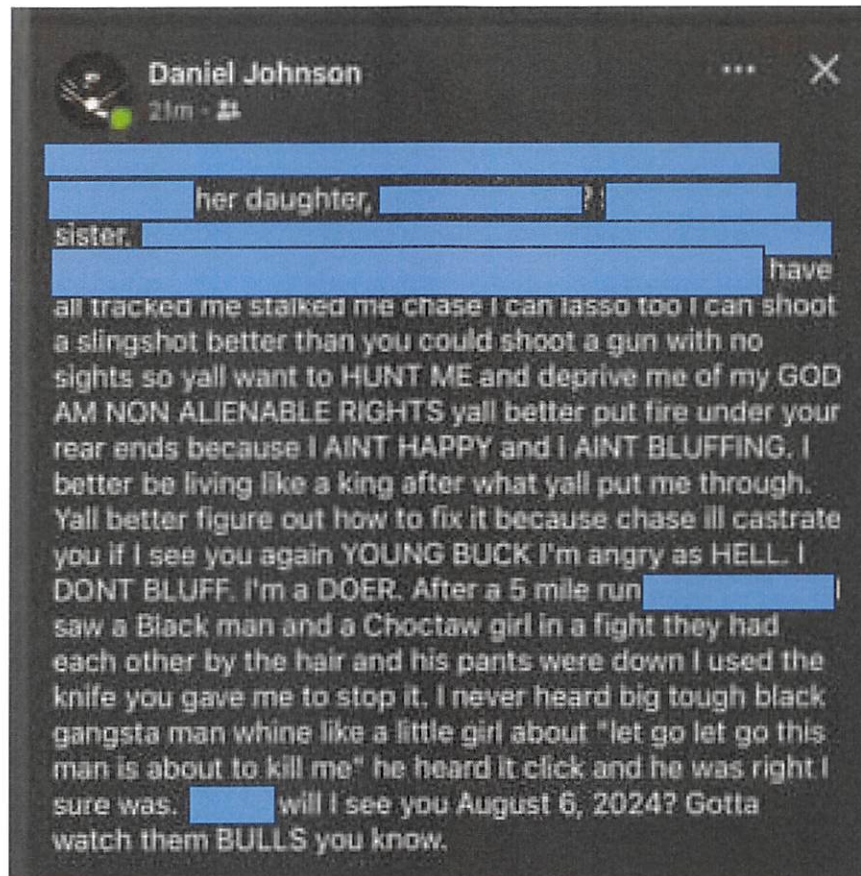 Daniel Johnson
21m
her daughter, ?
sister.
have
all tracked me stalked me chase I can lasso too I can shoot
a slingshot better than you could shoot a gun with no
sights so yall want to HUNT ME and deprive me of my GOD
AM NON ALIENABLE RIGHTS yall better put fire under your
rear ends because I AINT HAPPY and I AINT BLUFFING. I
better be living like a king after what yall put me through.
Yall better figure out how to fix it because chase ill castrate
you if I see you again YOUNG BUCK I'm angry as HELL. I
DONT BLUFF. I'm a DOER. After a 5 mile run I
saw a Black man and a Choctaw girl in a fight they had
each other by the hair and his pants were down I used the
knife you gave me to stop it. I never heard big tough black
gangsta man whine like a little girl about "let go let go this
man is about to kill me" he heard it click and he was right I
sure was. will I see you August 6, 2024? Gotta
watch them BULLS you know.